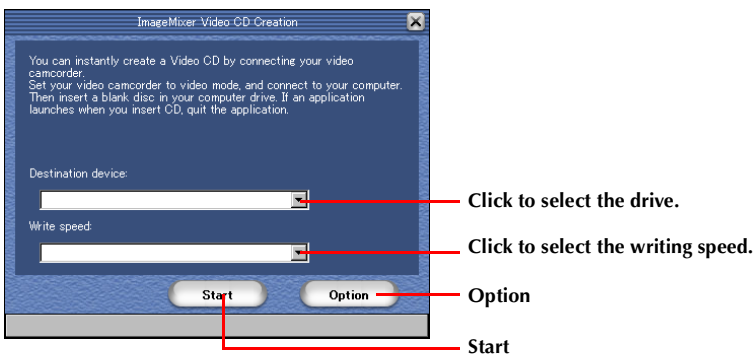 ImageMixer Video CD Creation
You can instantly create a Video CD by connecting your video
camcorder.
Set your video camcorder to video mode, and connect to your computer.
Then insert a blank disc in your computer drive. If an application
launches when you insert CD, quit the application.
Destination device:
Click to select the drive.
Write speed:
Click to select the writing speed.
Start
Option
Option
Start